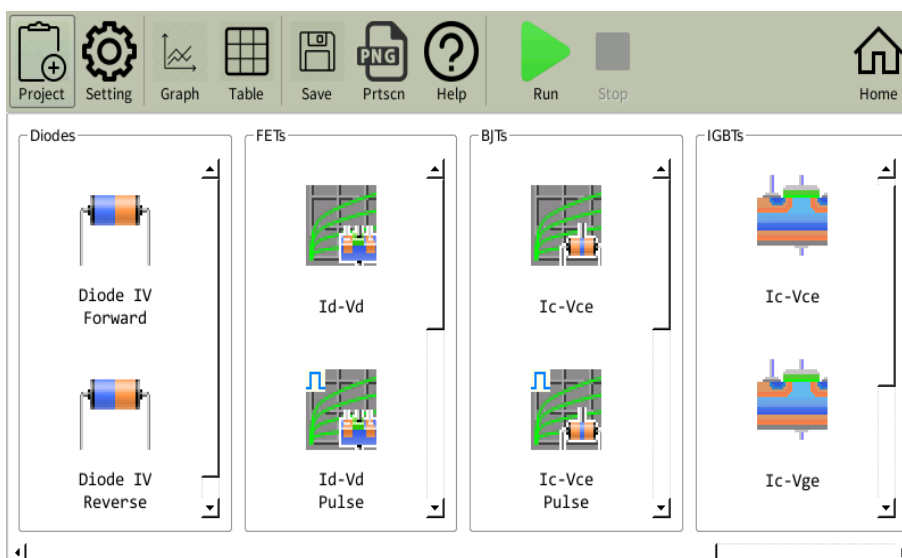 PNG
Project
Setting
Graph
Table
Save
Prtscn
Help
Run
Stop
Home
Diodes
FETs
BJTs
IGBTs
Diode IV
Forward
Id-Vd
Ic-Vce
Ic-Vce
Diode IV
Reverse
Id-Vd
Pulse
Ic-Vce
Pulse
Ic-Vge